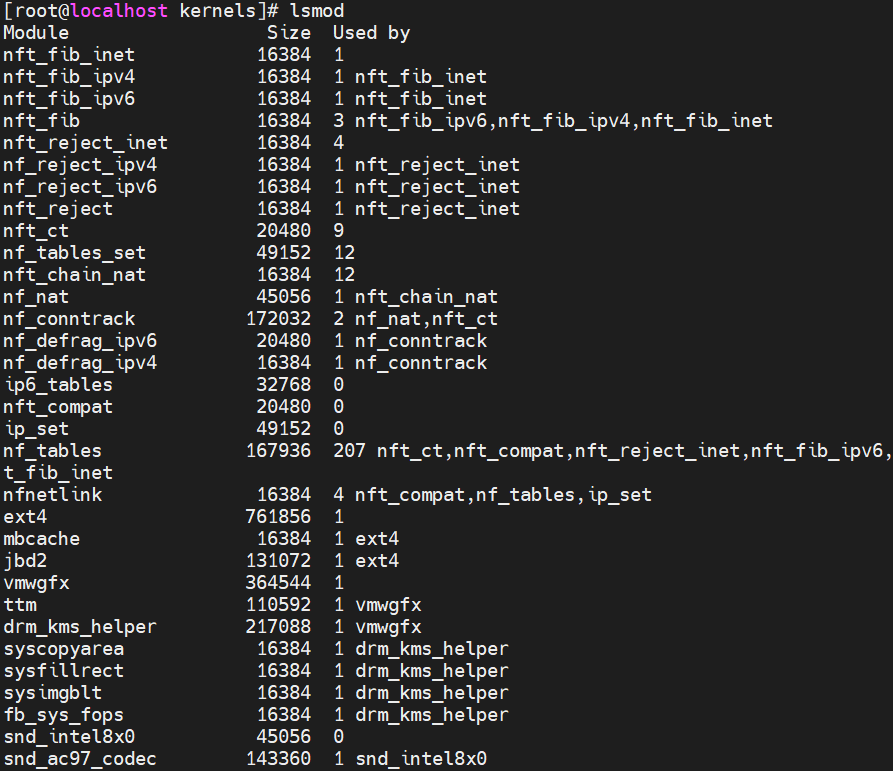 [root@localhost kernels]# lsmod
Module                  Size  Used by
nft_fib_inet           16384  1
nft_fib_ipv4           16384  1 nft_fib_inet
nft_fib_ipv6           16384  1 nft_fib_inet
nft_fib                16384  3 nft_fib_ipv6,nft_fib_ipv4,nft_fib_inet
nft_reject_inet        16384  4
nf_reject_ipv4         16384  1 nft_reject_inet
nf_reject_ipv6         16384  1 nft_reject_inet
nft_reject             16384  1 nft_reject_inet
nft_ct                 20480  9
nf_tables_set          49152  12
nft_chain_nat          16384  12
nf_nat                 45056  1 nft_chain_nat
nf_conntrack          172032  2 nf_nat,nft_ct
nf_defrag_ipv6         20480  1 nf_conntrack
nf_defrag_ipv4         16384  1 nf_conntrack
ip6_tables             32768  0
nft_compat             20480  0
ip_set                 49152  0
nf_tables             167936  207 nft_ct,nft_compat,nft_reject_inet,nft_fib_ipv6,
t_fib_inet
nfnetlink              16384  4 nft_compat,nf_tables,ip_set
ext4                  761856  1
mbcache                16384  1 ext4
jbd2                  131072  1 ext4
vmwgfx                364544  1
ttm                   110592  1 vmwgfx
drm_kms_helper        217088  1 vmwgfx
syscopyarea            16384  1 drm_kms_helper
sysfillrect            16384  1 drm_kms_helper
sysimgblt              16384  1 drm_kms_helper
fb_sys_fops            16384  1 drm_kms_helper
snd_intel8x0           45056  0
snd_ac97_codec        143360  1 snd_intel8x0